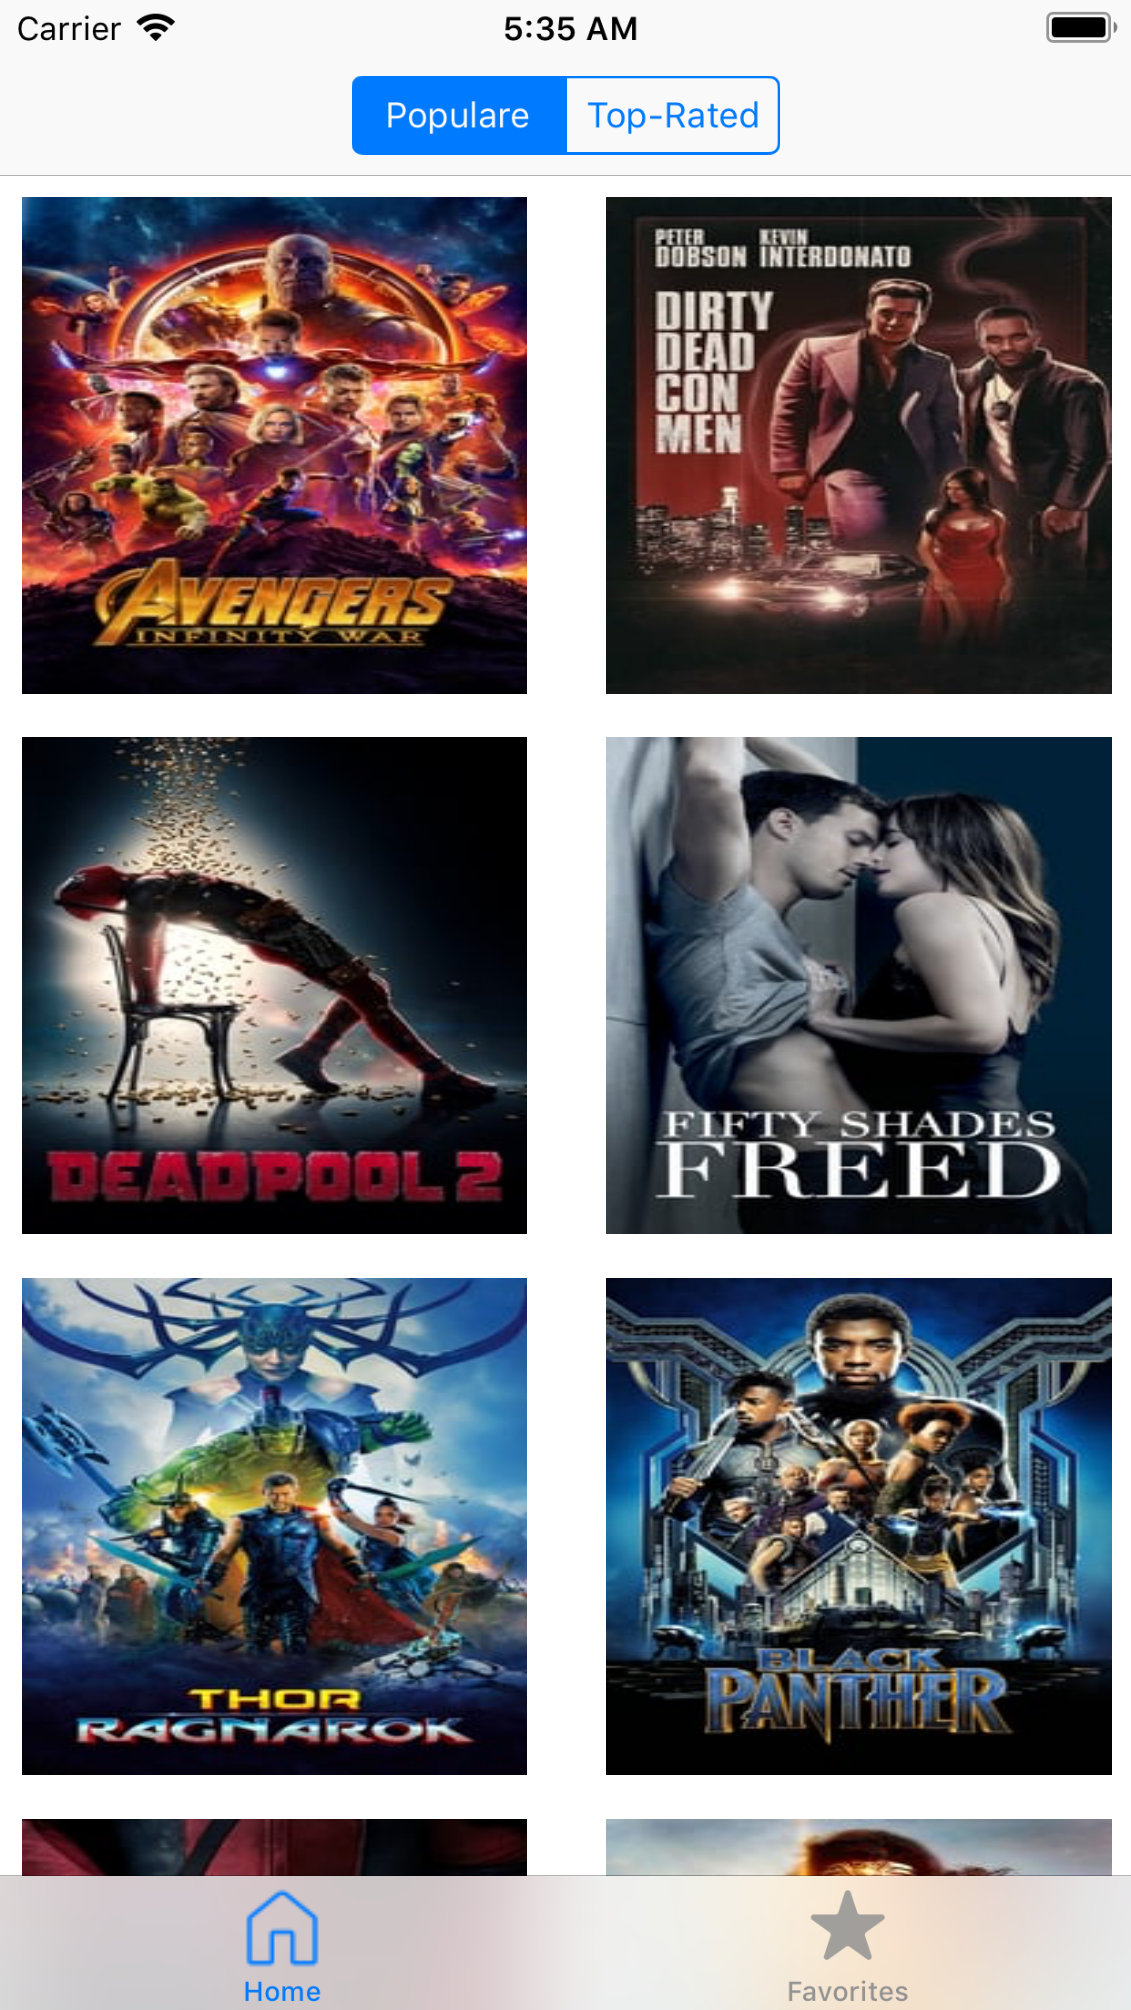 Carrier 5:35 AM
Populare Top-Rated
AVENGERS
INFINITY WAR
PETER DOBSON KEVIN INTERDONATO
DIRTY
DEAD
CON
MEN
DEADPOOL 2
FIFTY SHADES
FREED
THOR
RAGNAROK
BLACK
PANTHER
Home Favorites